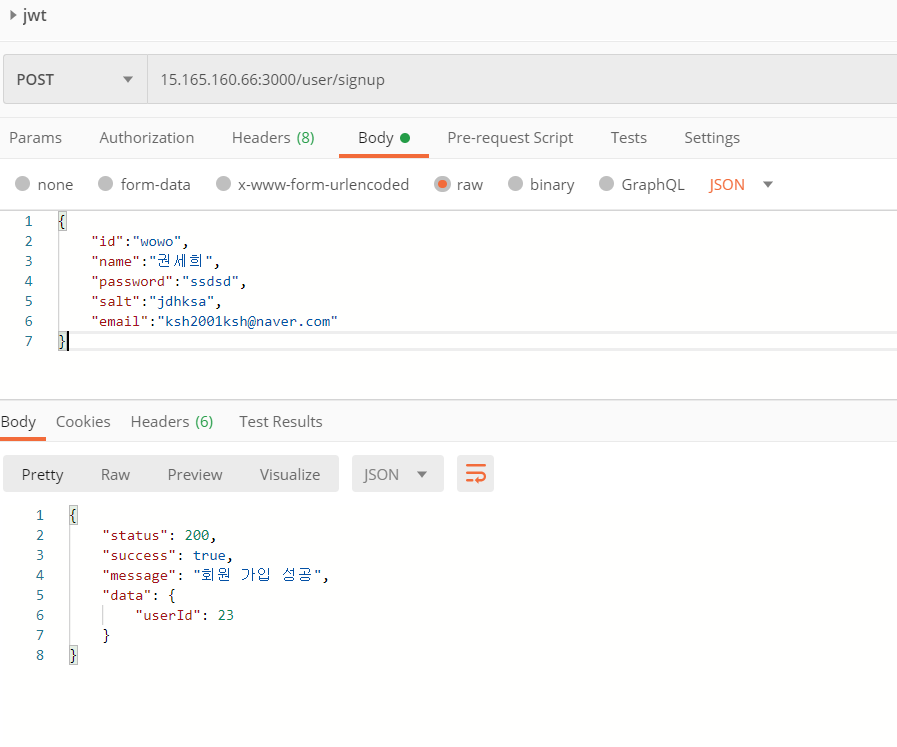 jwt
POST 15.165.160.66:3000/user/signup
Params Authorization Headers (8) Body Pre-request Script Tests Settings
none form-data x-www-form-urlencoded raw binary GraphQL JSON
1 {
2 "id":"wowo",
3 "name":"권세희",
4 "password":"ssdsd",
5 "salt":"jdhksa",
6 "email":"ksh2001ksh@naver.com"
7 }
Body Cookies Headers (6) Test Results
Pretty Raw Preview Visualize JSON
1 {
2 "status": 200,
3 "success": true,
4 "message": "회원 가입 성공",
5 "data": {
6 "userId": 23
7 }
8 }